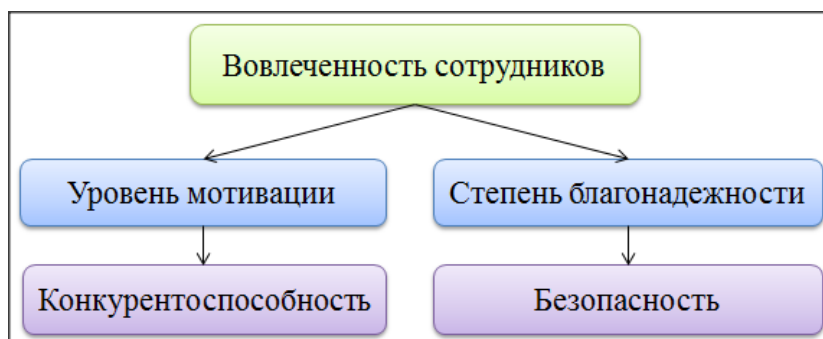 Вовлеченность сотрудников
Уровень мотивации
Степень благонадежности
Конкурентоспособность
Безопасность